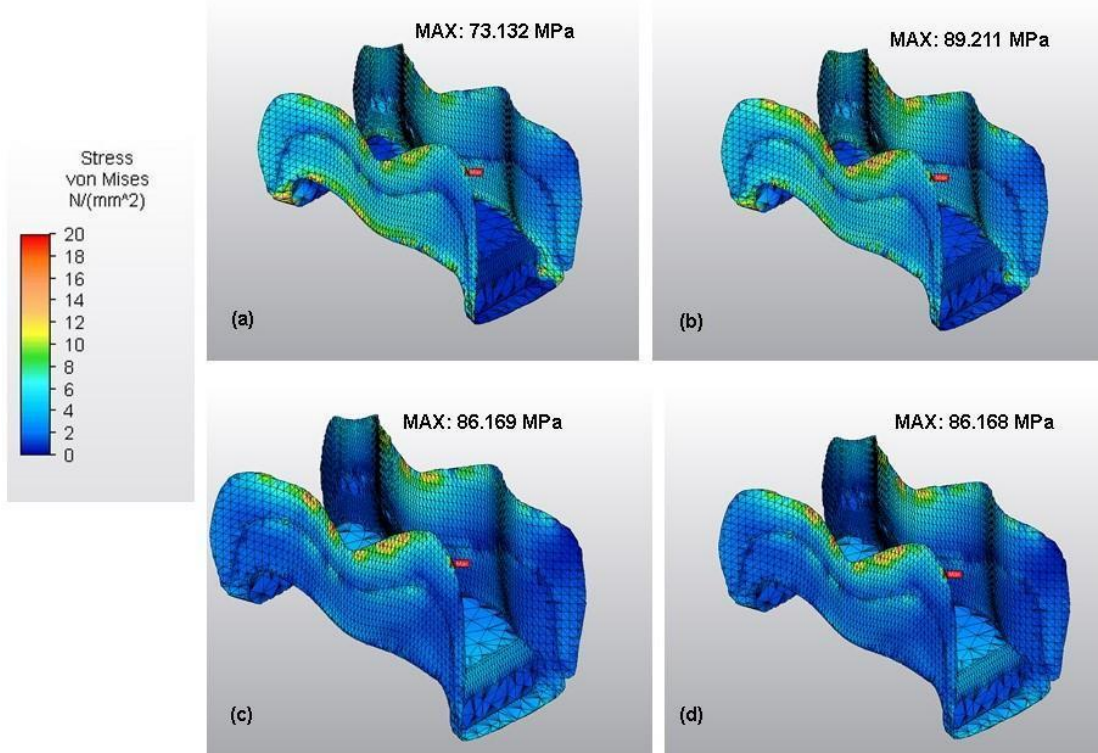 MAX: 73.132 MPa
MAX: 89.211 MPa
Stress
von Mises
N/(mm^2)
20
18
16
14
12
10
8
6
4
2
0
(a)
(b)
MAX: 86.169 MPa
MAX: 86.168 MPa
(c)
(d)